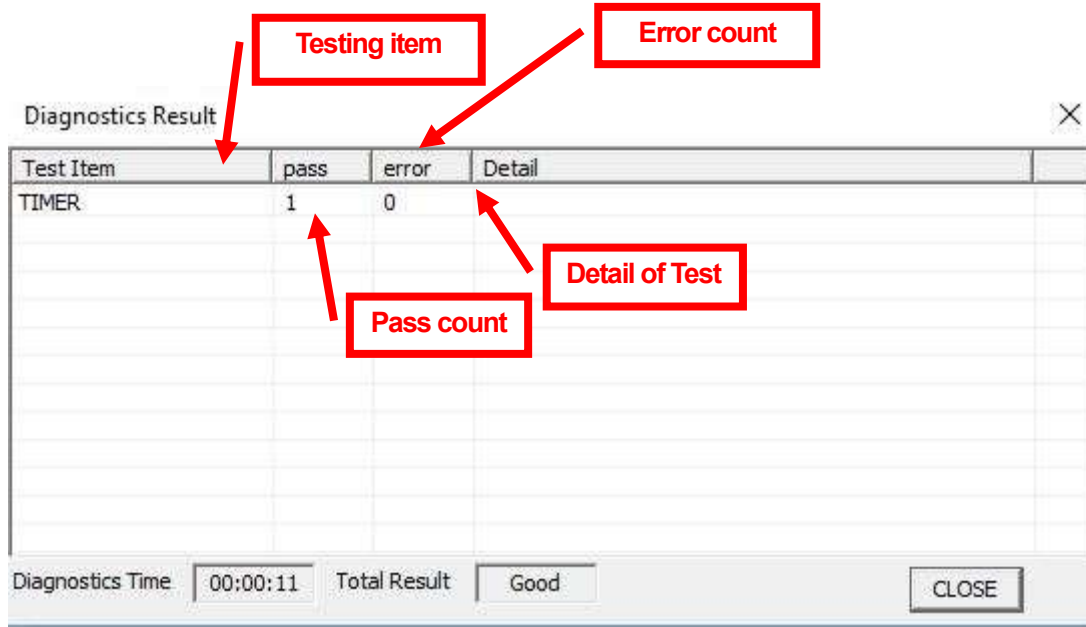 Testing item
Error count
Diagnostics Result
Test Item pass error Detail
TIMER 1 0
Detail of Test
Pass count
Diagnostics Time 00:00:11 Total Result Good CLOSE